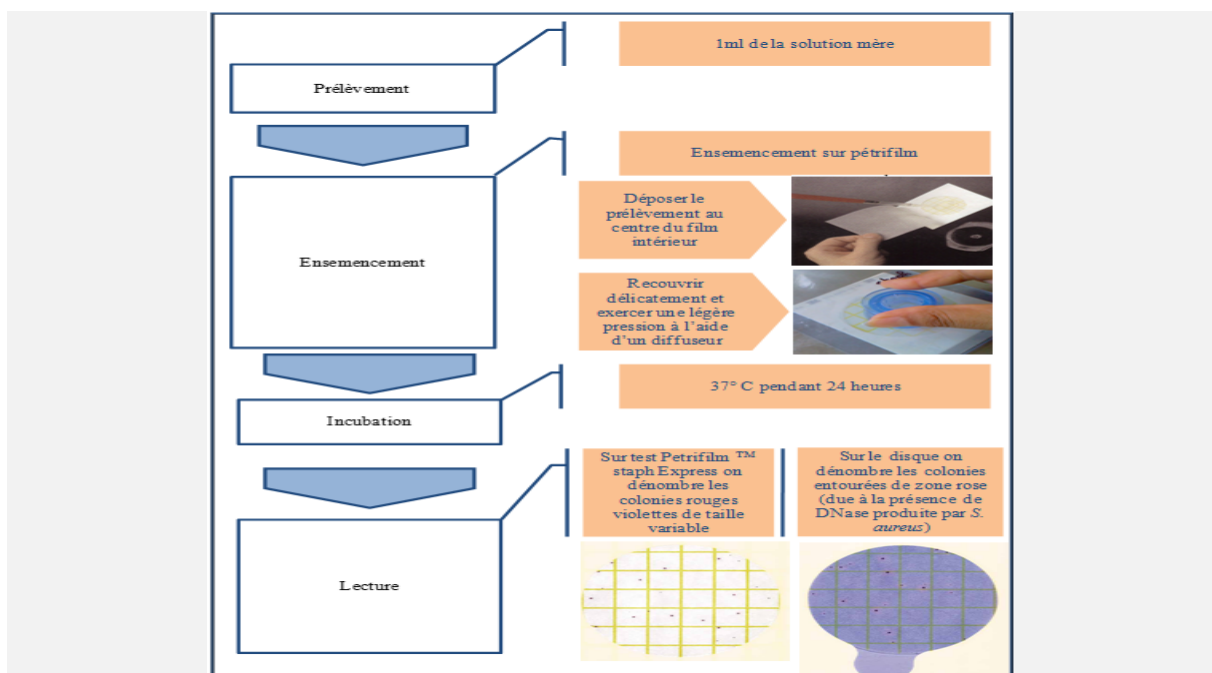 1ml de la solution mère
Prélèvement
Ensemencement sur pétrifilm
Déposer le
prélèvement au
centre du film
intérieur
Ensemencement
Recouvrir
délicatement et
exercer une légère
pression à l'aide
d'un diffuseur
37° C pendant 24 heures
Incubation
Sur test Petrifilm TM
staph Express on
dénombre les
colonies rouges
violettes de taille
variable
Sur le disque on
dénombre les colonies
entourées de zone rose
(due à la présence de
DNase produite par S.
aureus)
Lecture